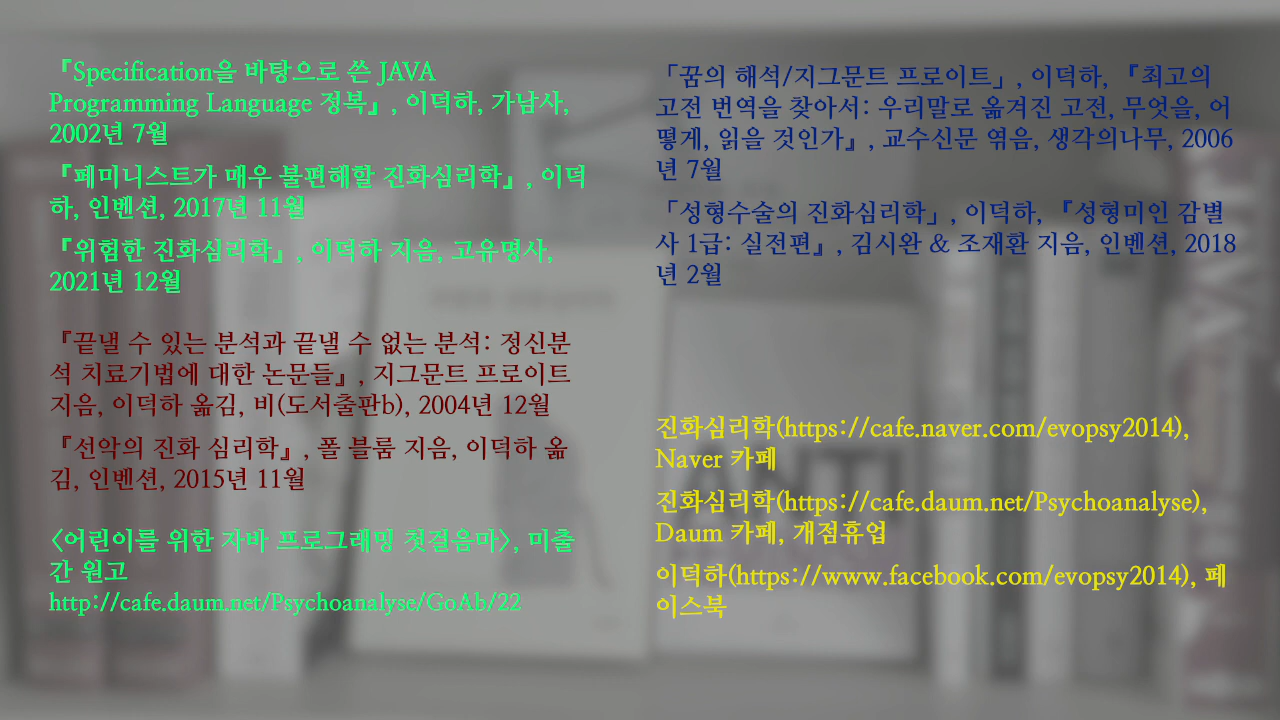 『Specification을 바탕으로 쓴 JAVA
Programming Language 정복』, 이덕하, 가남사,
2002년 7월
『페미니스트가 매우 불편해할 진화심리학』, 이덕
하, 인벤션, 2017년 11월
『위험한 진화심리학』, 이덕하 지음, 고유명사,
2021년 12월
『끝낼 수 있는 분석과 끝낼 수 없는 분석: 정신분
석 치료기법에 대한 논문들』, 지그문트 프로이트
지음, 이덕하 옮김, 비(도서출판b), 2004년 12월
『선악의 진화 심리학』, 폴 블룸 지음, 이덕하 옮
김, 인벤션, 2015년 11월
<어린이를 위한 자바 프로그래밍 첫걸음마>, 미출
간 원고
http://cafe.daum.net/Psychoanalyse/GoAb/22
「꿈의 해석/지그문트 프로이트」, 이덕하, 『최고의
고전 번역을 찾아서: 우리말로 옮겨진 고전, 무엇을, 어
떻게, 읽을 것인가』, 교수신문 엮음, 생각의나무, 2006
년 7월
「성형수술의 진화심리학」, 이덕하, 『성형미인 감별
사 1급: 실전편』, 김시완 & 조재환 지음, 인벤션, 2018
년 2월
진화심리학(https://cafe.naver.com/evopsy2014),
Naver 카페
진화심리학(https://cafe.daum.net/Psychoanalyse),
Daum 카페, 개점휴업
이덕하(https://www.facebook.com/evopsy2014), 페
이스북